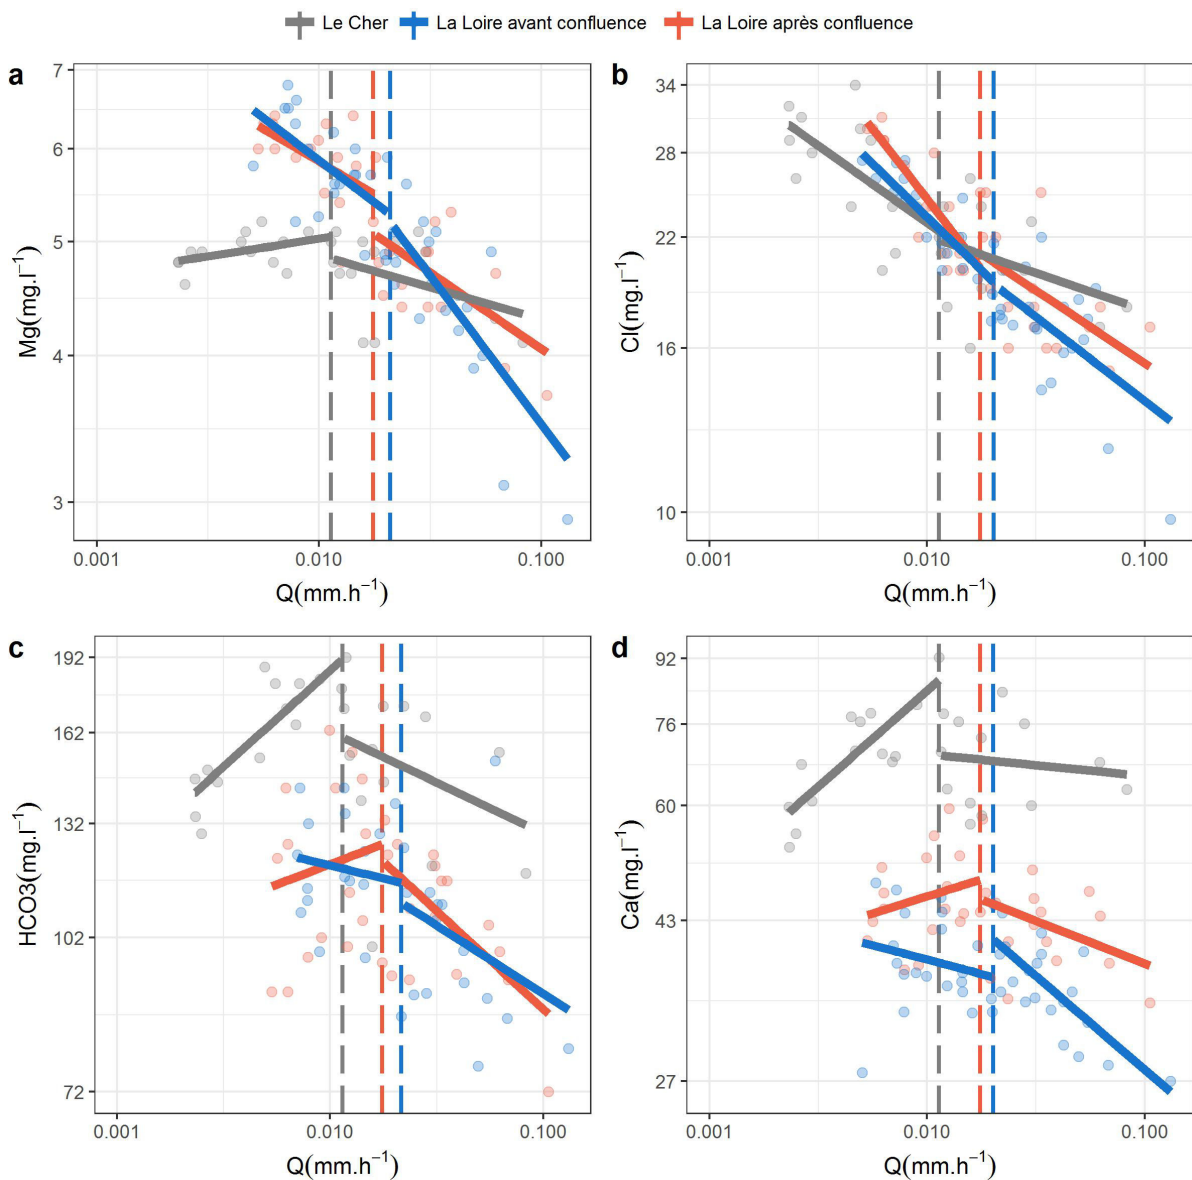 Le Cher La Loire avant confluence La Loire après confluence
a
7
6
5
4
3
Mg(mg.l⁻¹)
0.001 0.010 0.100
Q(mm.h⁻¹)
b
34
28
22
16
10
Cl(mg.l⁻¹)
0.001 0.010 0.100
Q(mm.h⁻¹)
c
192
162
132
102
72
HCO3(mg.l⁻¹)
0.001 0.010 0.100
Q(mm.h⁻¹)
d
92
76
60
43
27
Ca(mg.l⁻¹)
0.001 0.010 0.100
Q(mm.h⁻¹)